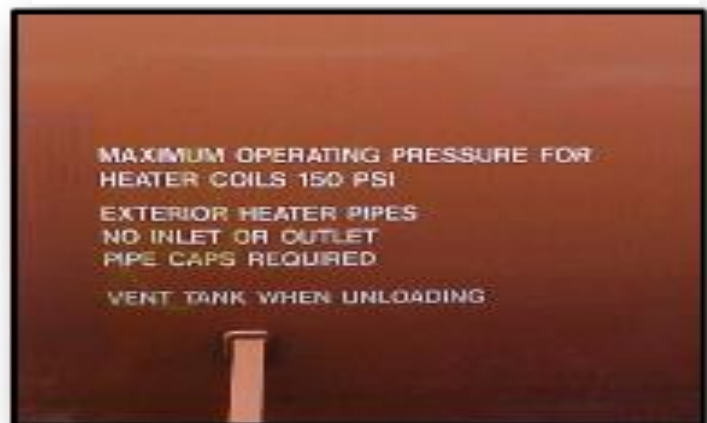 MAXIMUM OPERATING PRESSURE FOR
HEATER COILS 150 PSI
EXTERIOR HEATER PIPES
NO INLET OR OUTLET
PIPE CAPS REQUIRED
VENT TANK WHEN UNLOADING